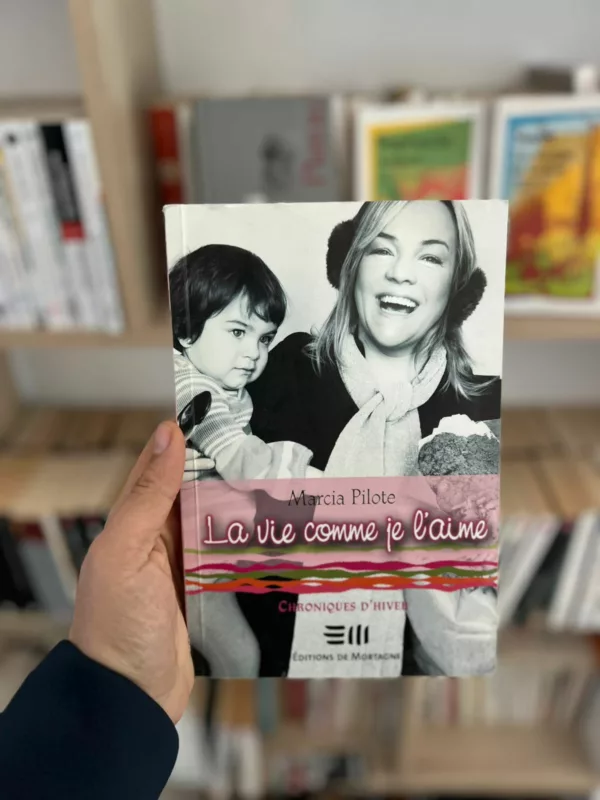 Marcia Pilote
La vie comme je l'aime
Chroniques d'hiver
Éditions de Mortagne